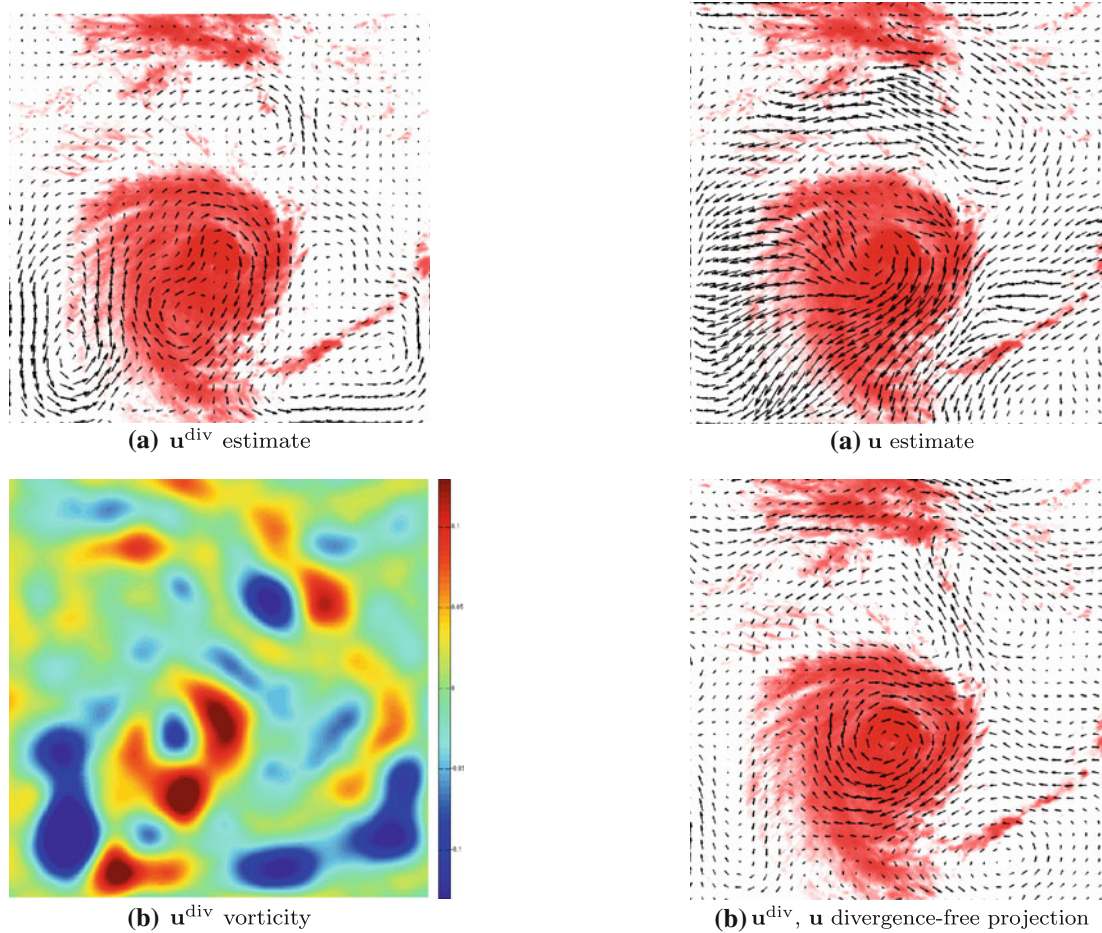 (a) u^div estimate
(a) u estimate
0.1
0.05
0
0.05
0.1
(b) u^div vorticity
(b) u^div, u divergence-free projection